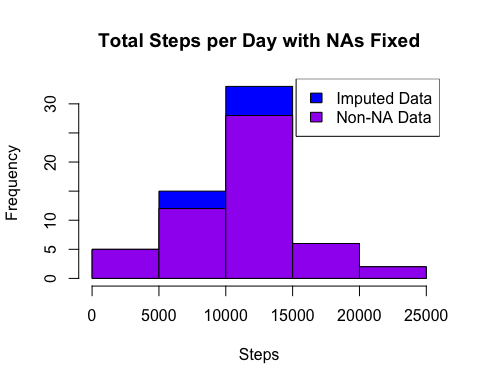 Total Steps per Day with NAs Fixed
Imputed Data
Non-NA Data
Frequency
30
20
10
5
0
0 5000 10000 15000 20000 25000
Steps